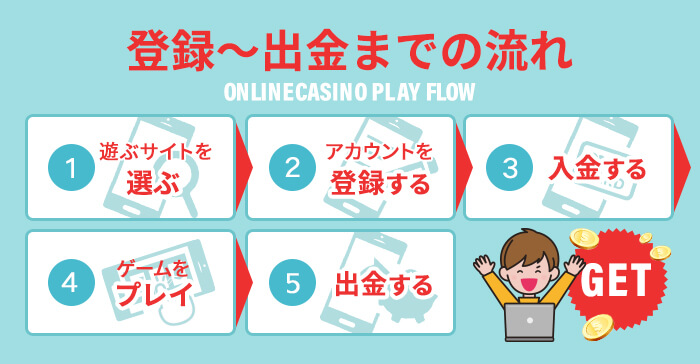 登録～出金までの流れ
ONLINECASINO PLAY FLOW
1
遊ぶサイトを
選ぶ
2
アカウントを
登録する
3
入金する
4
ゲームを
プレイ
5
出金する
GET